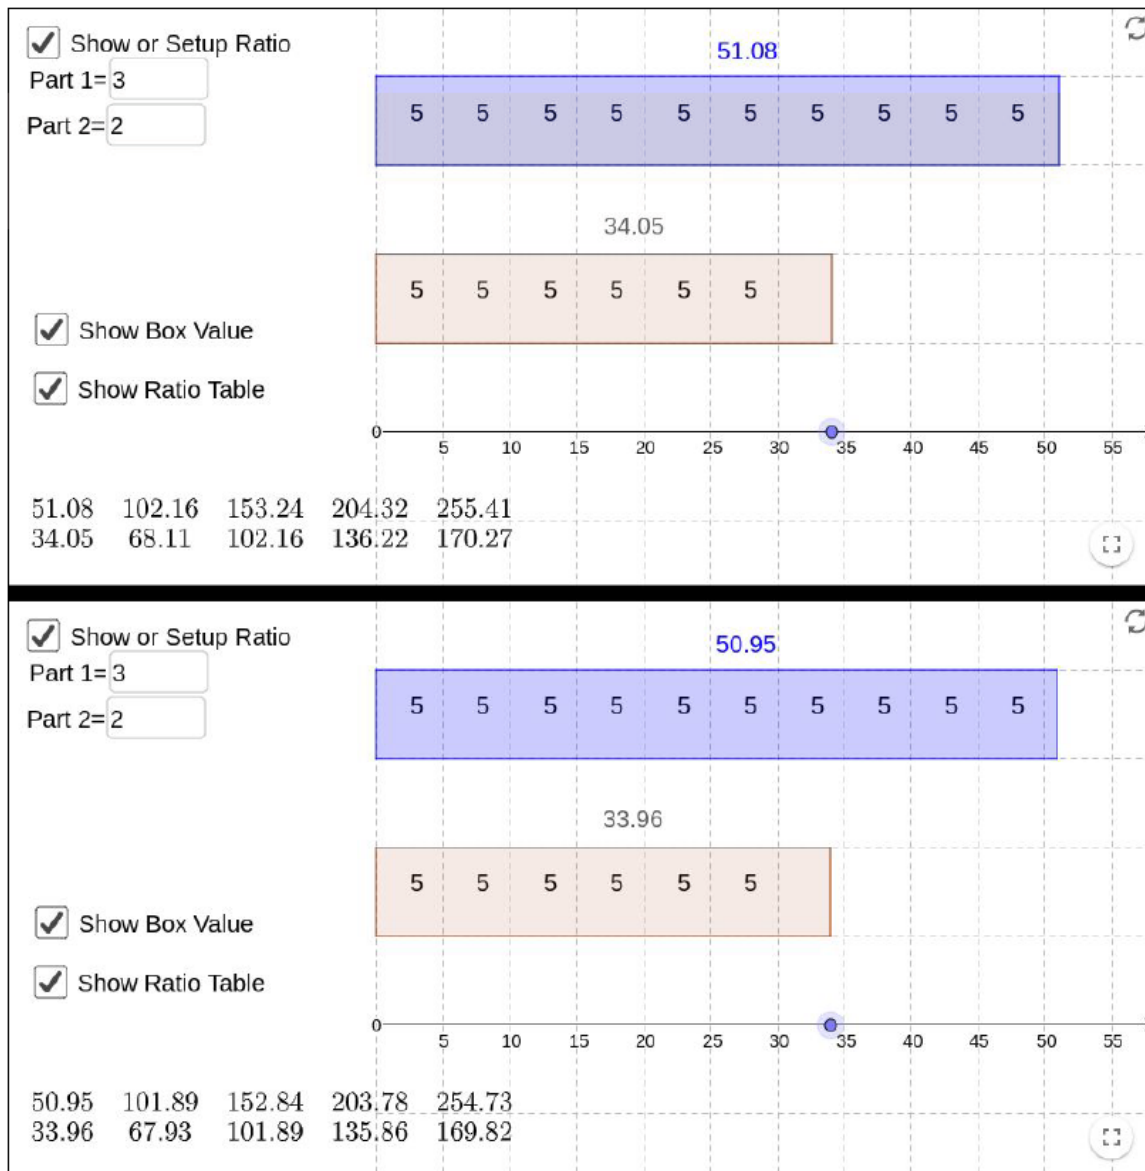 Show or Setup Ratio
51.08
Part 1= 3
5 5 5 5 5 5 5 5 5 5
Part 2= 2
34.05
5 5 5 5 5 5
Show Box Value
Show Ratio Table
0 5 10 15 20 25 30 35 40 45 50 55
51.08 102.16 153.24 204.32 255.41
34.05 68.11 102.16 136.22 170.27
Show or Setup Ratio
50.95
Part 1= 3
5 5 5 5 5 5 5 5 5 5
Part 2= 2
33.96
5 5 5 5 5 5
Show Box Value
Show Ratio Table
0 5 10 15 20 25 30 35 40 45 50 55
50.95 101.89 152.84 203.78 254.73
33.96 67.93 101.89 135.86 169.82